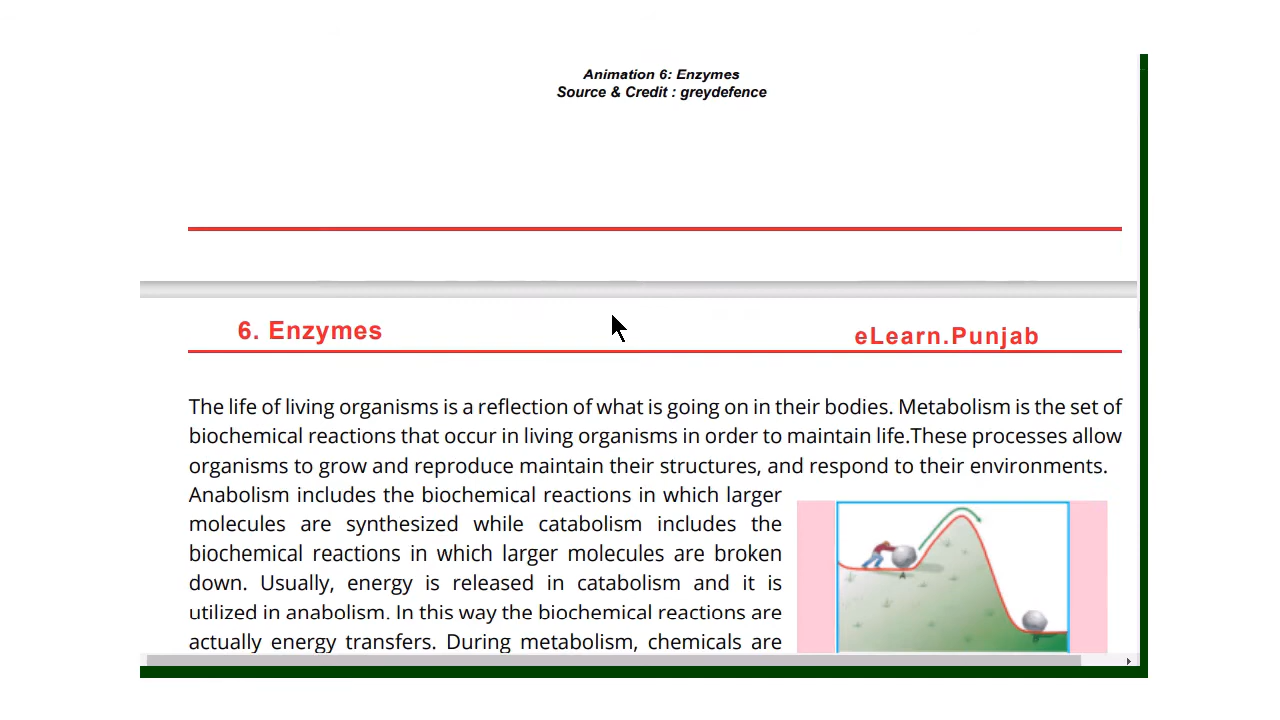 Animation 6: Enzymes
Source & Credit : greydefence
6. Enzymes
eLearn.Punjab
The life of living organisms is a reflection of what is going on in their bodies. Metabolism is the set of
biochemical reactions that occur in living organisms in order to maintain life.These processes allow
organisms to grow and reproduce maintain their structures, and respond to their environments.
Anabolism includes the biochemical reactions in which larger
molecules are synthesized while catabolism includes the
biochemical reactions in which larger molecules are broken
down. Usually, energy is released in catabolism and it is
utilized in anabolism. In this way the biochemical reactions are
actually energy transfers. During metabolism, chemicals are
A
B